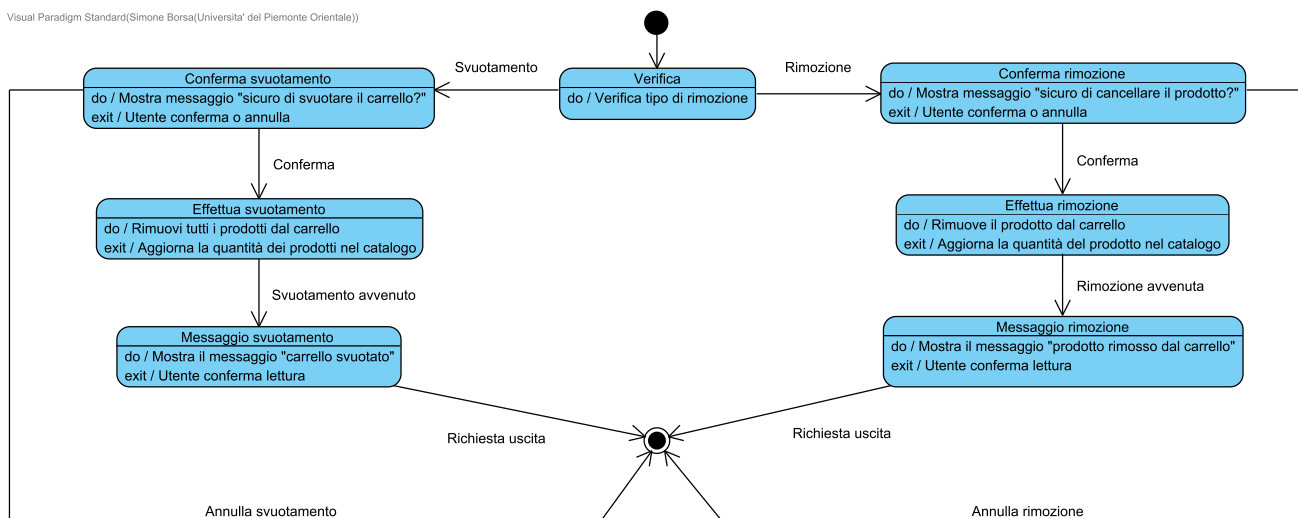 Visual Paradigm Standard(Simone Borsa(Universita' del Piemonte Orientale))
Conferma svuotamento
do / Mostra messaggio "sicuro di svuotare il carrello?"
exit / Utente conferma o annulla
Svuotamento
Verifica
do / Verifica tipo di rimozione
Rimozione
Conferma rimozione
do / Mostra messaggio "sicuro di cancellare il prodotto?"
exit / Utente conferma o annulla
Conferma
Conferma
Effettua svuotamento
do / Rimuovi tutti i prodotti dal carrello
exit / Aggiorna la quantità dei prodotti nel catalogo
Effettua rimozione
do / Rimuove il prodotto dal carrello
exit / Aggiorna la quantità del prodotto nel catalogo
Svuotamento avvenuto
Rimozione avvenuta
Messaggio svuotamento
do / Mostra il messaggio "carrello svuotato"
exit / Utente conferma lettura
Messaggio rimozione
do / Mostra il messaggio "prodotto rimosso dal carrello"
exit / Utente conferma lettura
Richiesta uscita
Richiesta uscita
Annulla svuotamento
Annulla rimozione